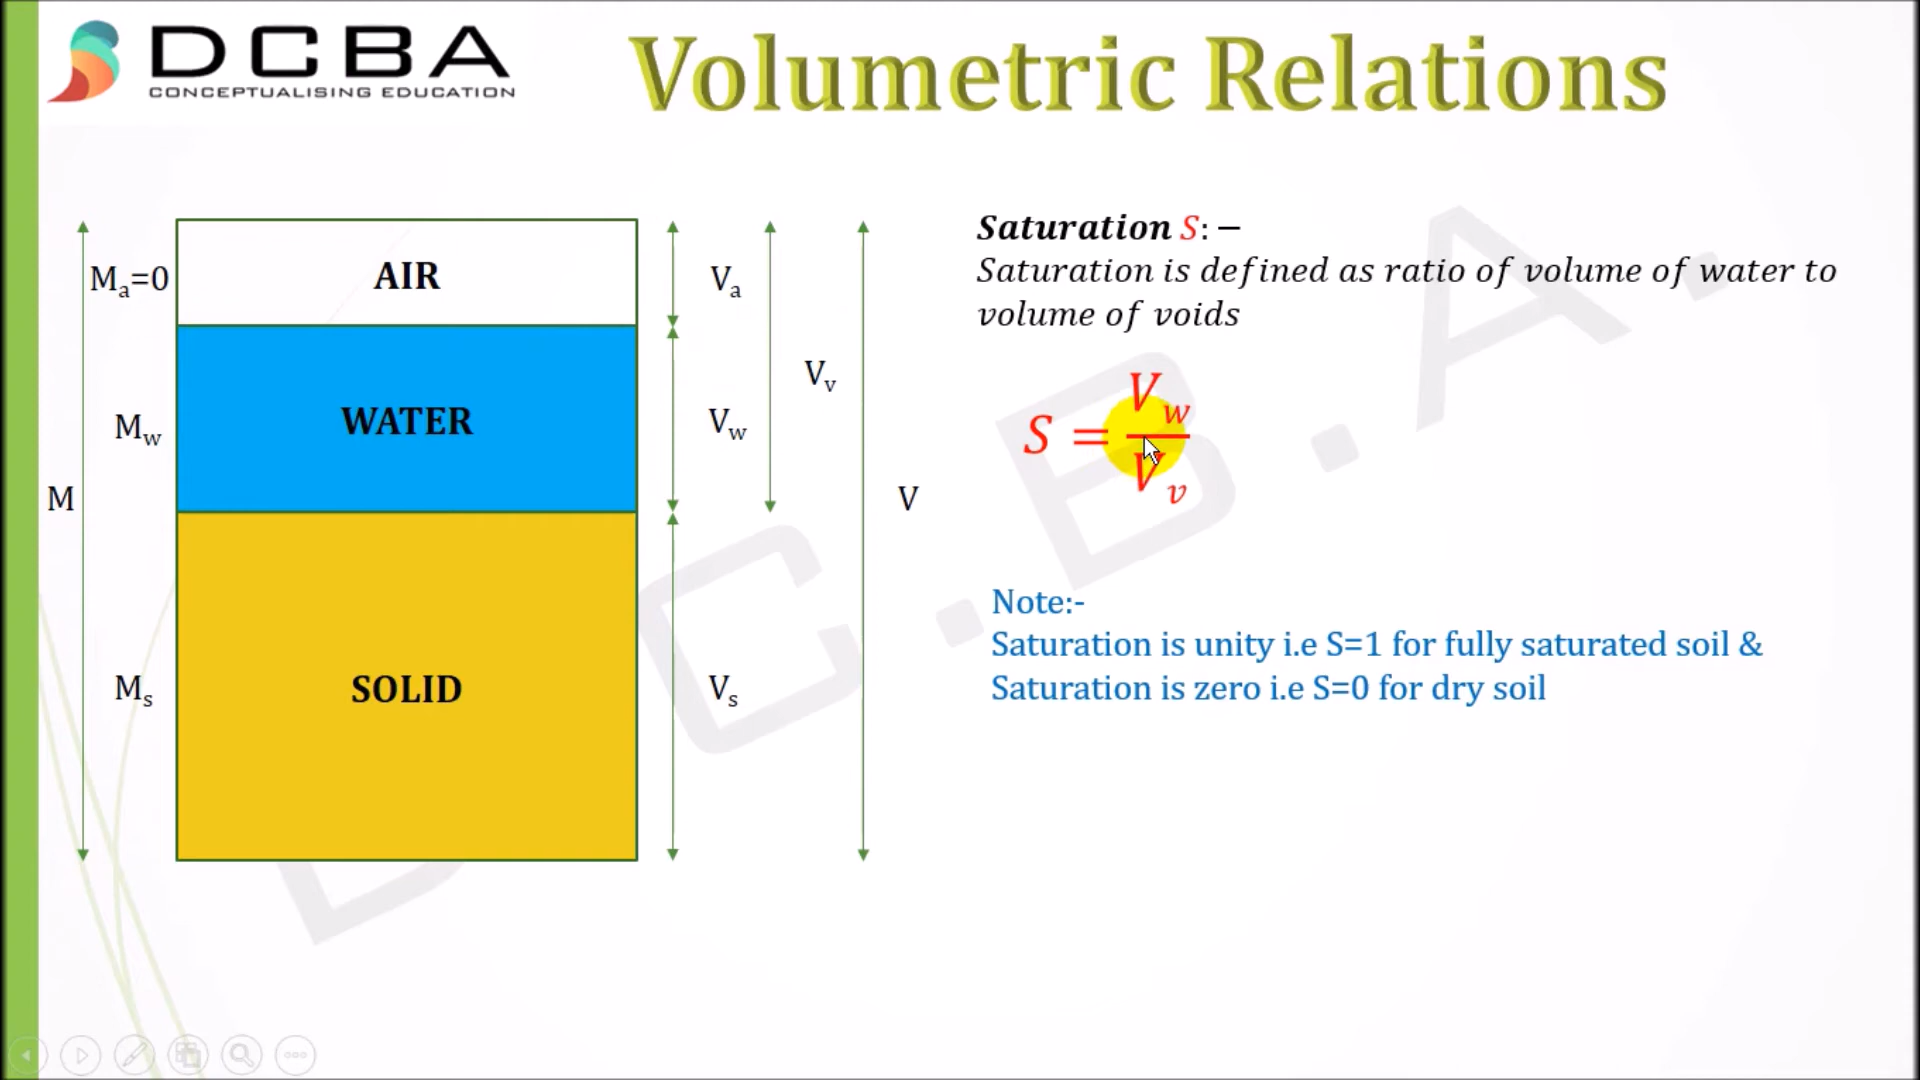 DCBA
CONCEPTUALISING EDUCATION
Volumetric Relations
M
Ma=0
Mw
Ms
AIR
WATER
SOLID
Va
Vw
Vs
Vv
V
Saturation S: −
Saturation is defined as ratio of volume of water to
volume of voids
S = Vw/Vv
Note:-
Saturation is unity i.e S=1 for fully saturated soil &
Saturation is zero i.e S=0 for dry soil
D.C.B.A.